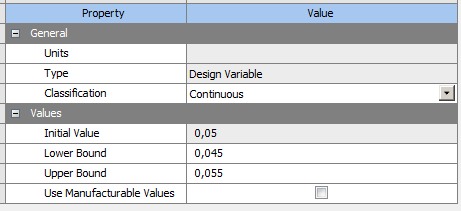 Property Value
General
Units
Type Design Variable
Classification Continuous
Values
Initial Value 0,05
Lower Bound 0,045
Upper Bound 0,055
Use Manufacturable Values